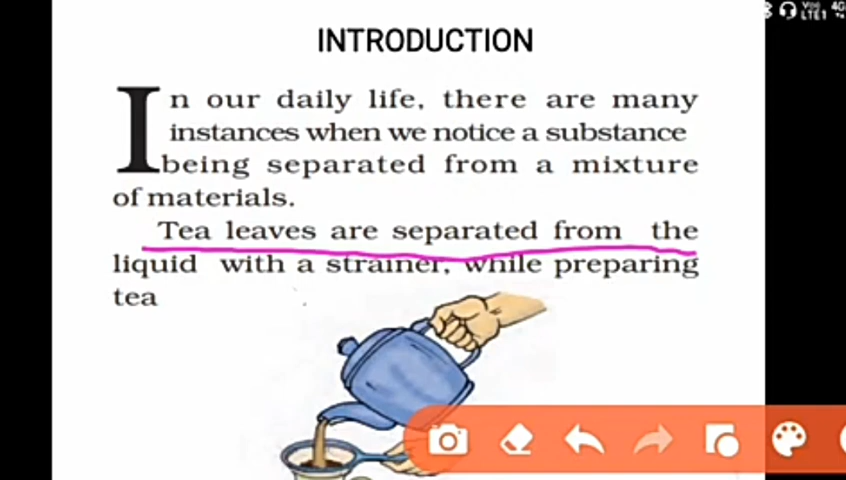 INTRODUCTION
In our daily life, there are many
instances when we notice a substance
being separated from a mixture
of materials.
Tea leaves are separated from the
liquid with a strainer, while preparing
tea